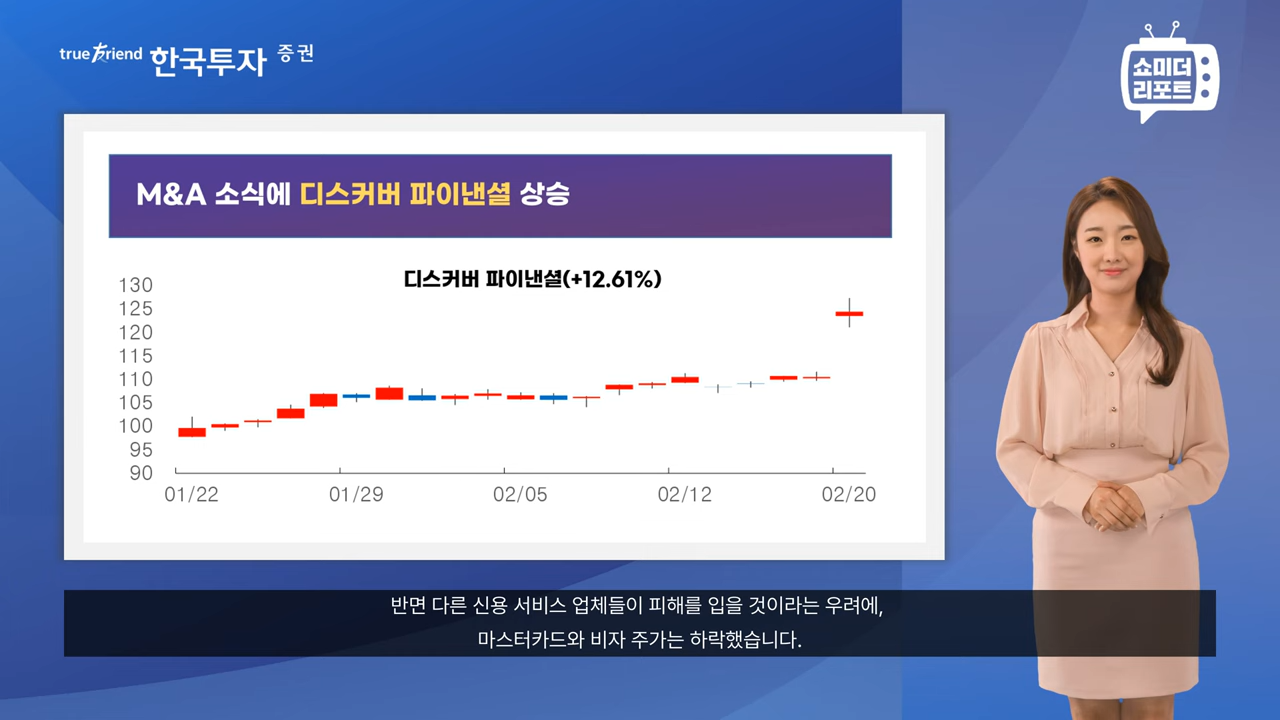 true friend 한국투자 증권
쇼미더
리포트
M&A 소식에 디스커버 파이낸셜 상승
디스커버 파이낸셜(+12.61%)
130
125
120
115
110
105
100
95
90
01/22 01/29 02/05 02/12 02/20
반면 다른 신용 서비스 업체들이 피해를 입을 것이라는 우려에,
마스터카드와 비자 주가는 하락했습니다.